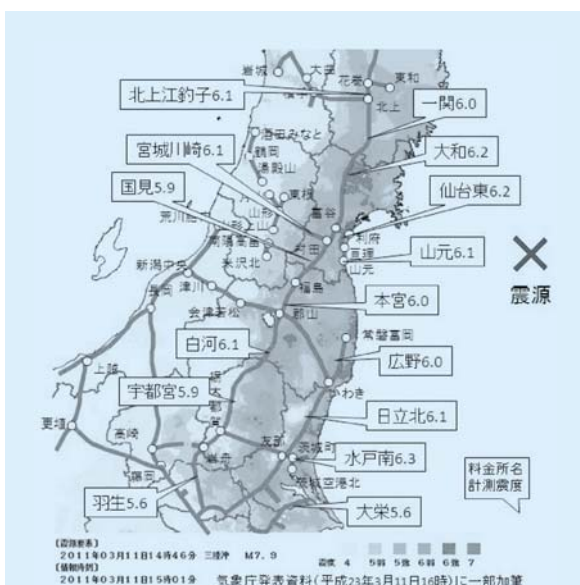 岩城
大曲
花巻
東和
北上江釣子6.1
北上
一関6.0
酒田みなと
鶴岡
宮城川崎6.1
大和6.2
湯殿山
国見5.9
東根
仙台東6.2
山形
富谷
利府
南陽高畠
村田
亘理
山元6.1
山元
米沢北
新潟中央
福島
震源
長岡
津川
本宮6.0
会津若松
郡山
白河6.1
常磐富岡
広野6.0
上越
宇都宮5.9
いわき
日立北6.1
更埴
高崎
友部
茨城町
水戸南6.3
料金所名
計測震度
岩舟
藤岡
茨城空港北
羽生5.6
大栄5.6
2011年03月11日14時46分 三陸沖 M7.9
震度 4 5弱 5強 6弱 6強 7
2011年03月11日15時01分
気象庁発表資料(平成23年3月11日16時)に一部加筆